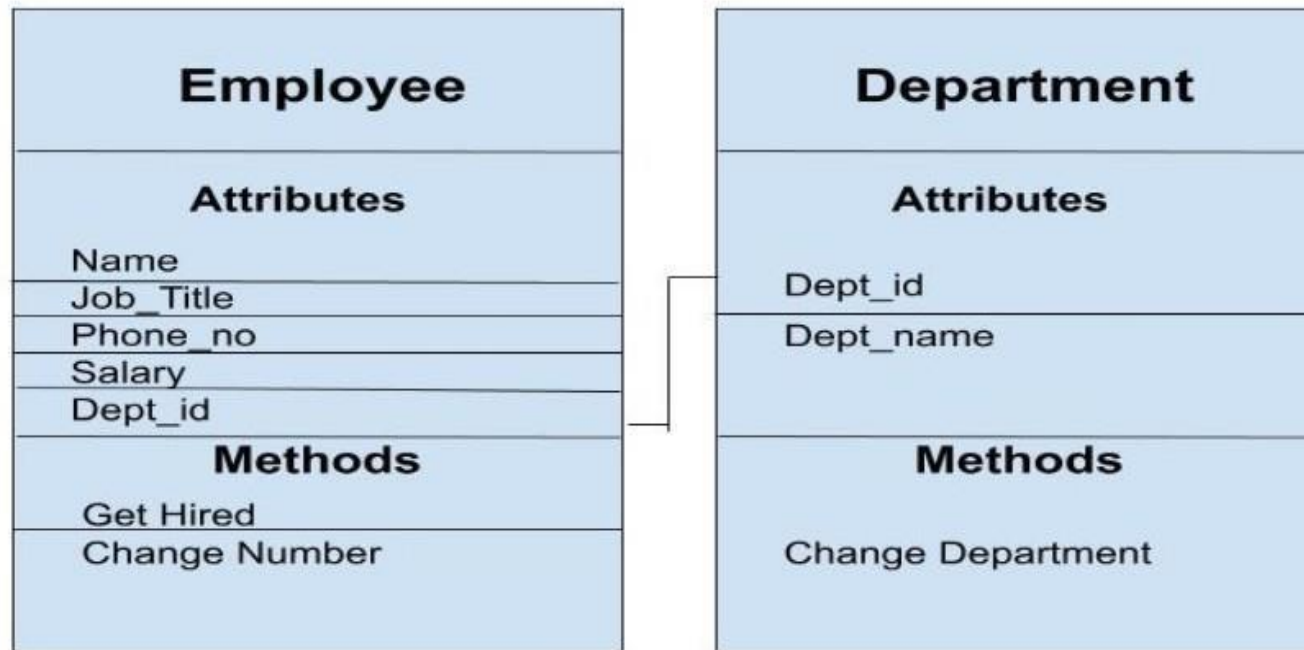 Employee
Attributes
Name
Job_Title
Phone_no
Salary
Dept_id
Methods
Get Hired
Change Number
Department
Attributes
Dept_id
Dept_name
Methods
Change Department